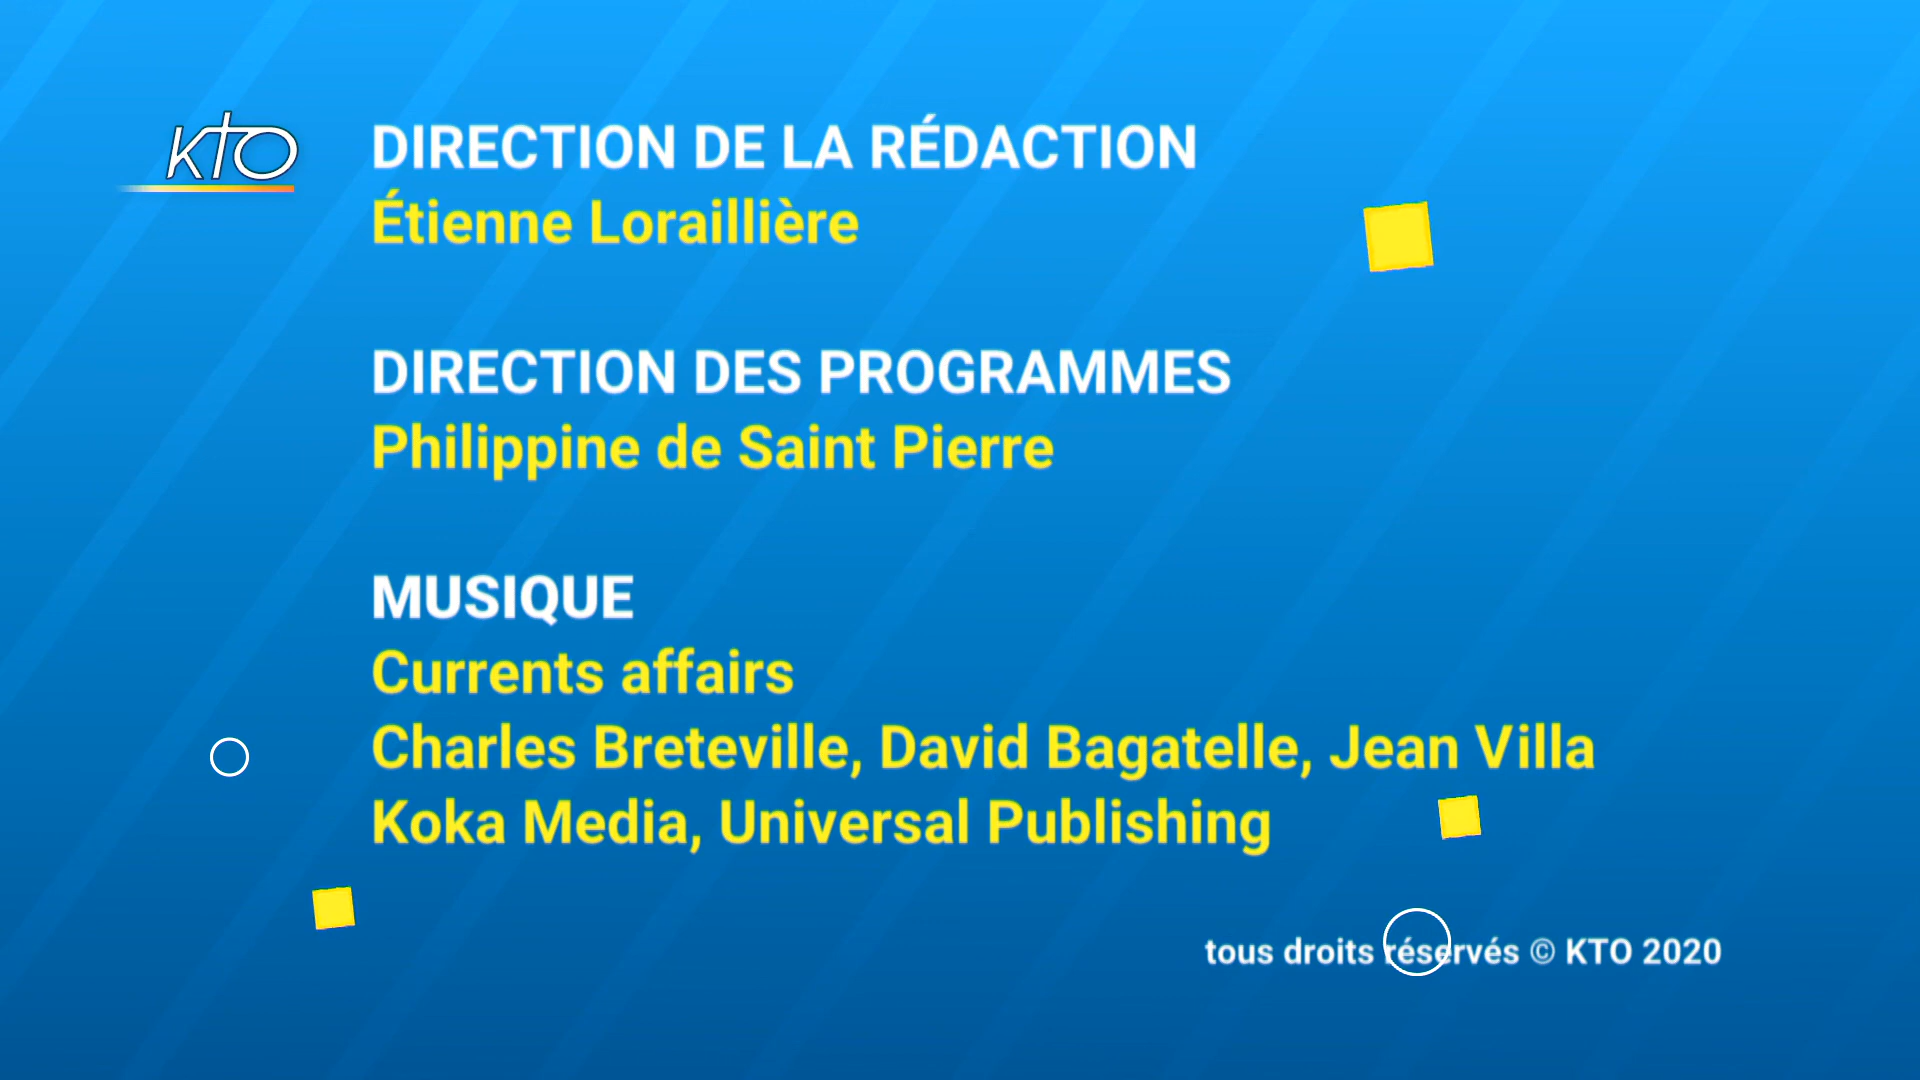 KTO
DIRECTION DE LA RÉDACTION
Étienne Loraillière
DIRECTION DES PROGRAMMES
Philippine de Saint Pierre
MUSIQUE
Currents affairs
Charles Breteville, David Bagatelle, Jean Villa
Koka Media, Universal Publishing
tous droits réservés © KTO 2020